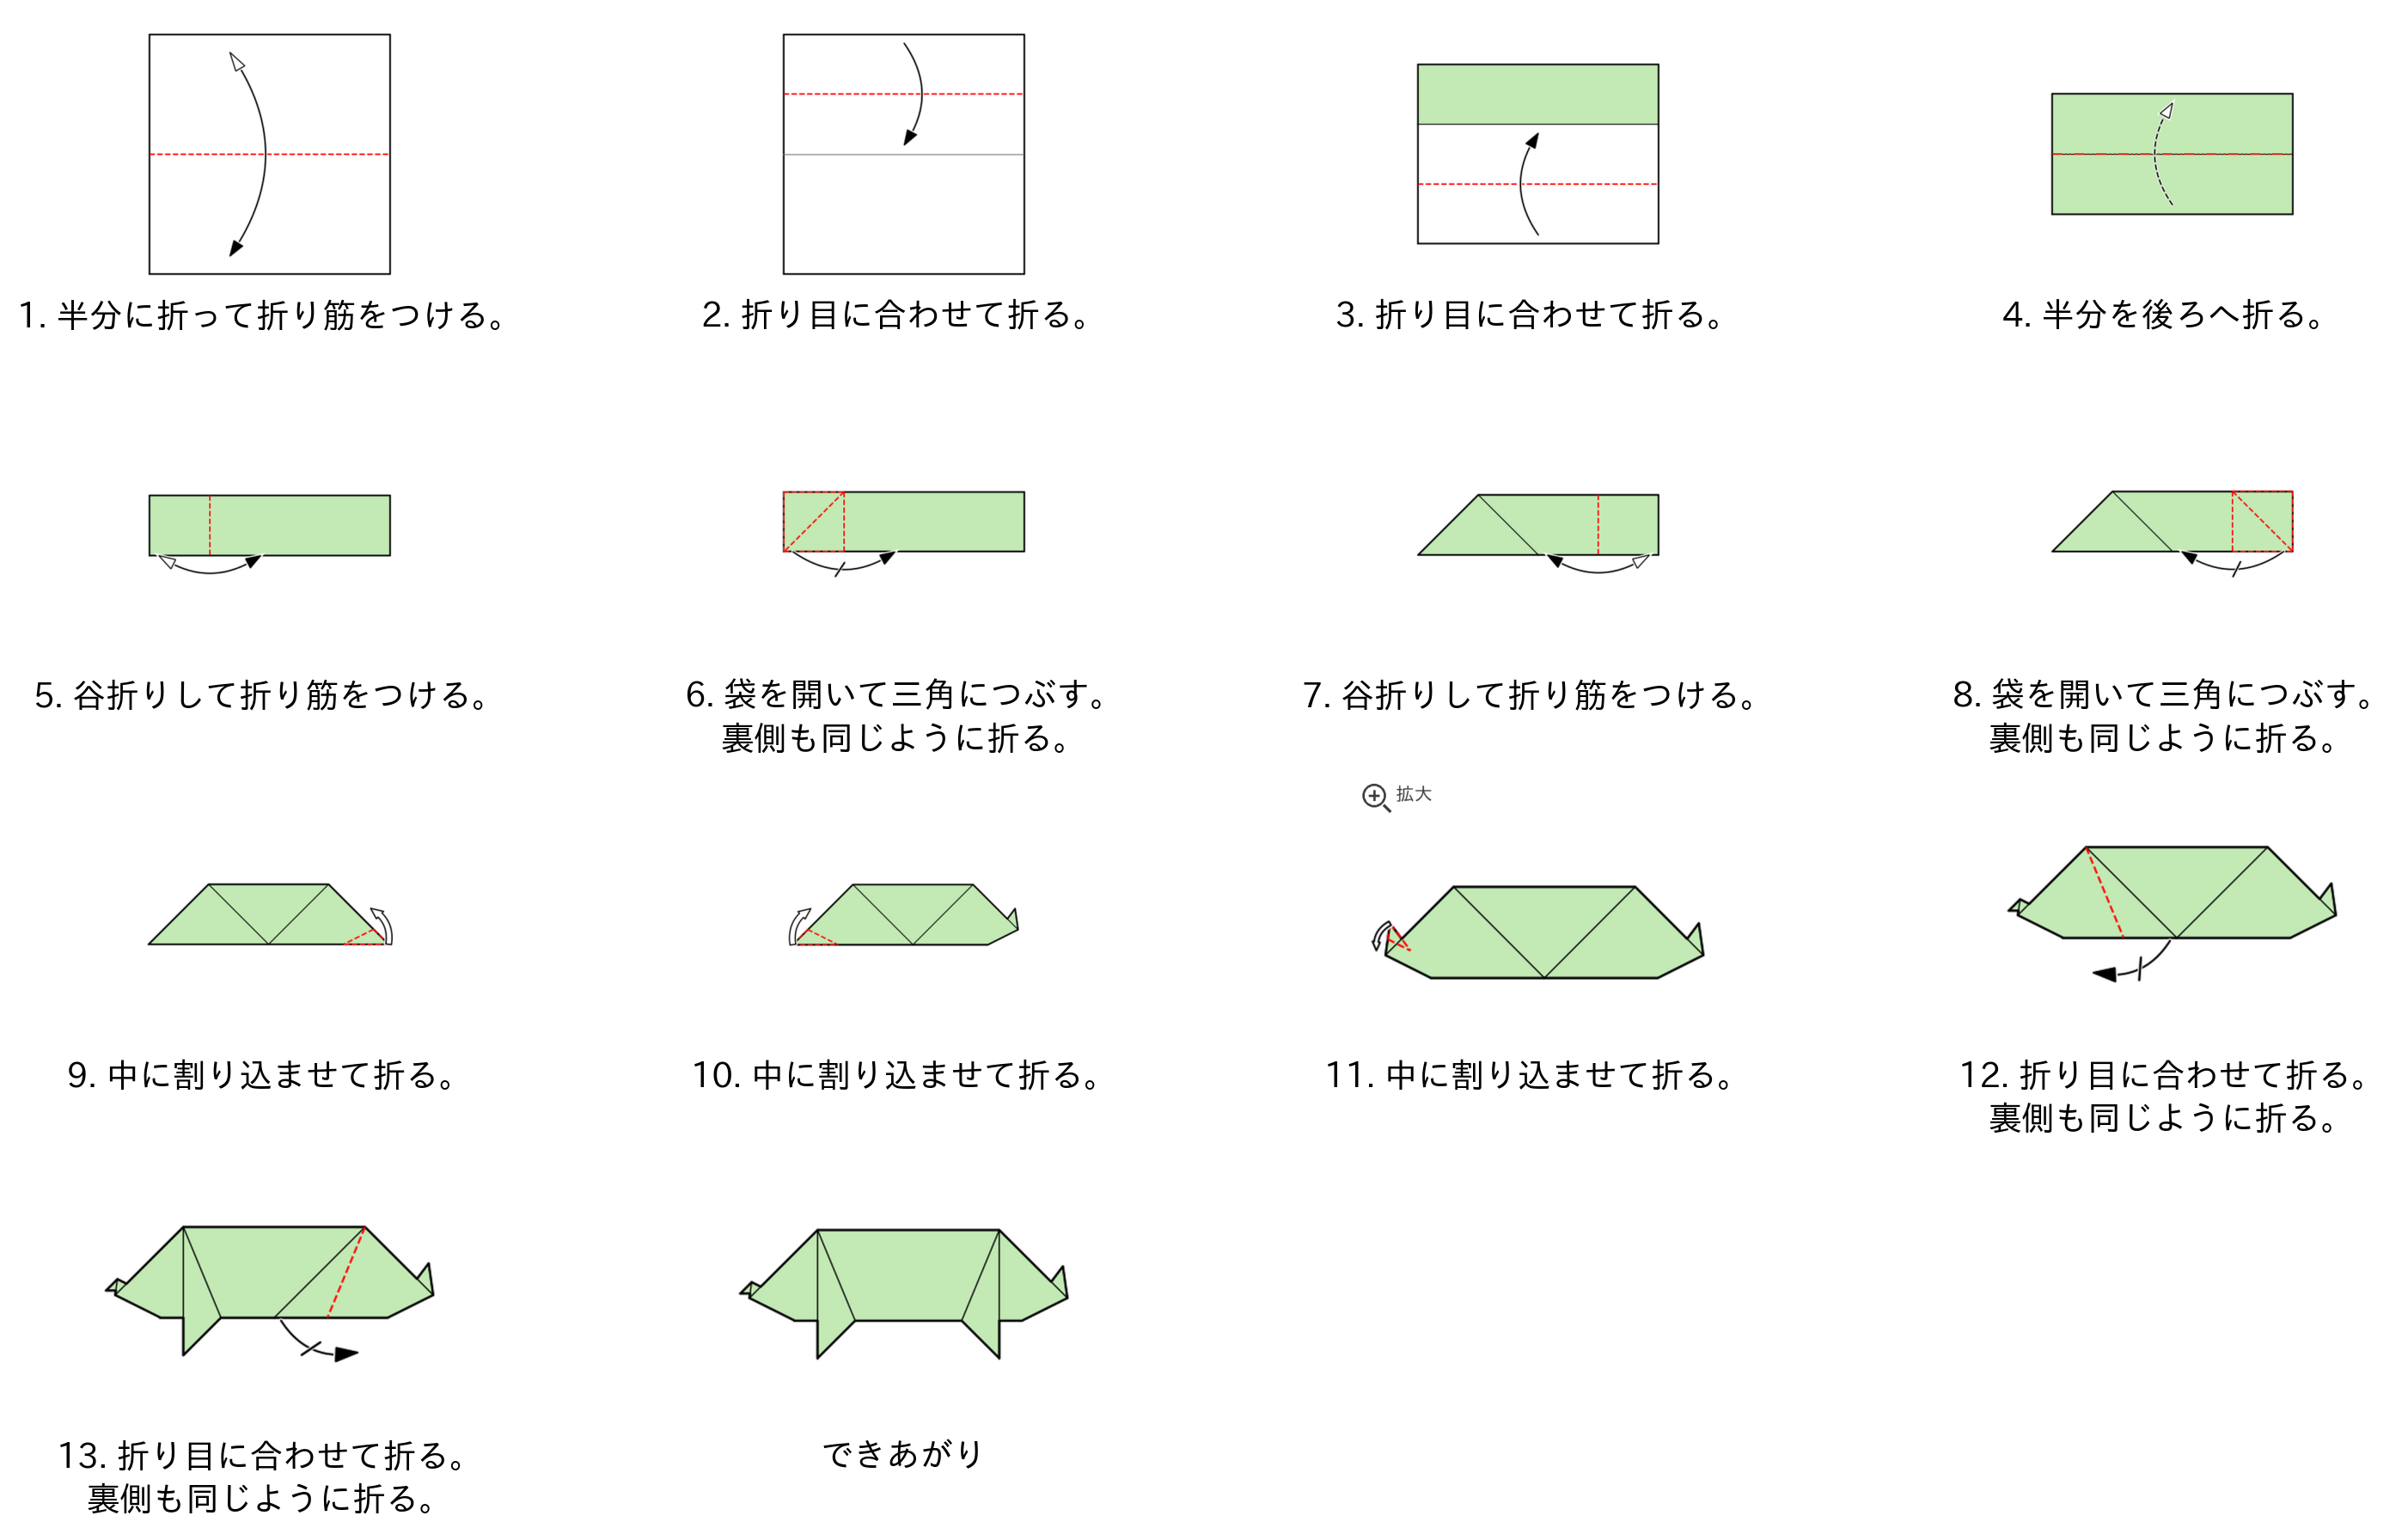 1. 半分に折って折り筋をつける。
2. 折り目に合わせて折る。
3. 折り目に合わせて折る。
4. 半分を後ろへ折る。
5. 谷折りして折り筋をつける。
6. 袋を開いて三角につぶす。
裏側も同じように折る。
7. 谷折りして折り筋をつける。
8. 袋を開いて三角につぶす。
裏側も同じように折る。
拡大
9. 中に割り込ませて折る。
10. 中に割り込ませて折る。
11. 中に割り込ませて折る。
12. 折り目に合わせて折る。
裏側も同じように折る。
13. 折り目に合わせて折る。
裏側も同じように折る。
できあがり